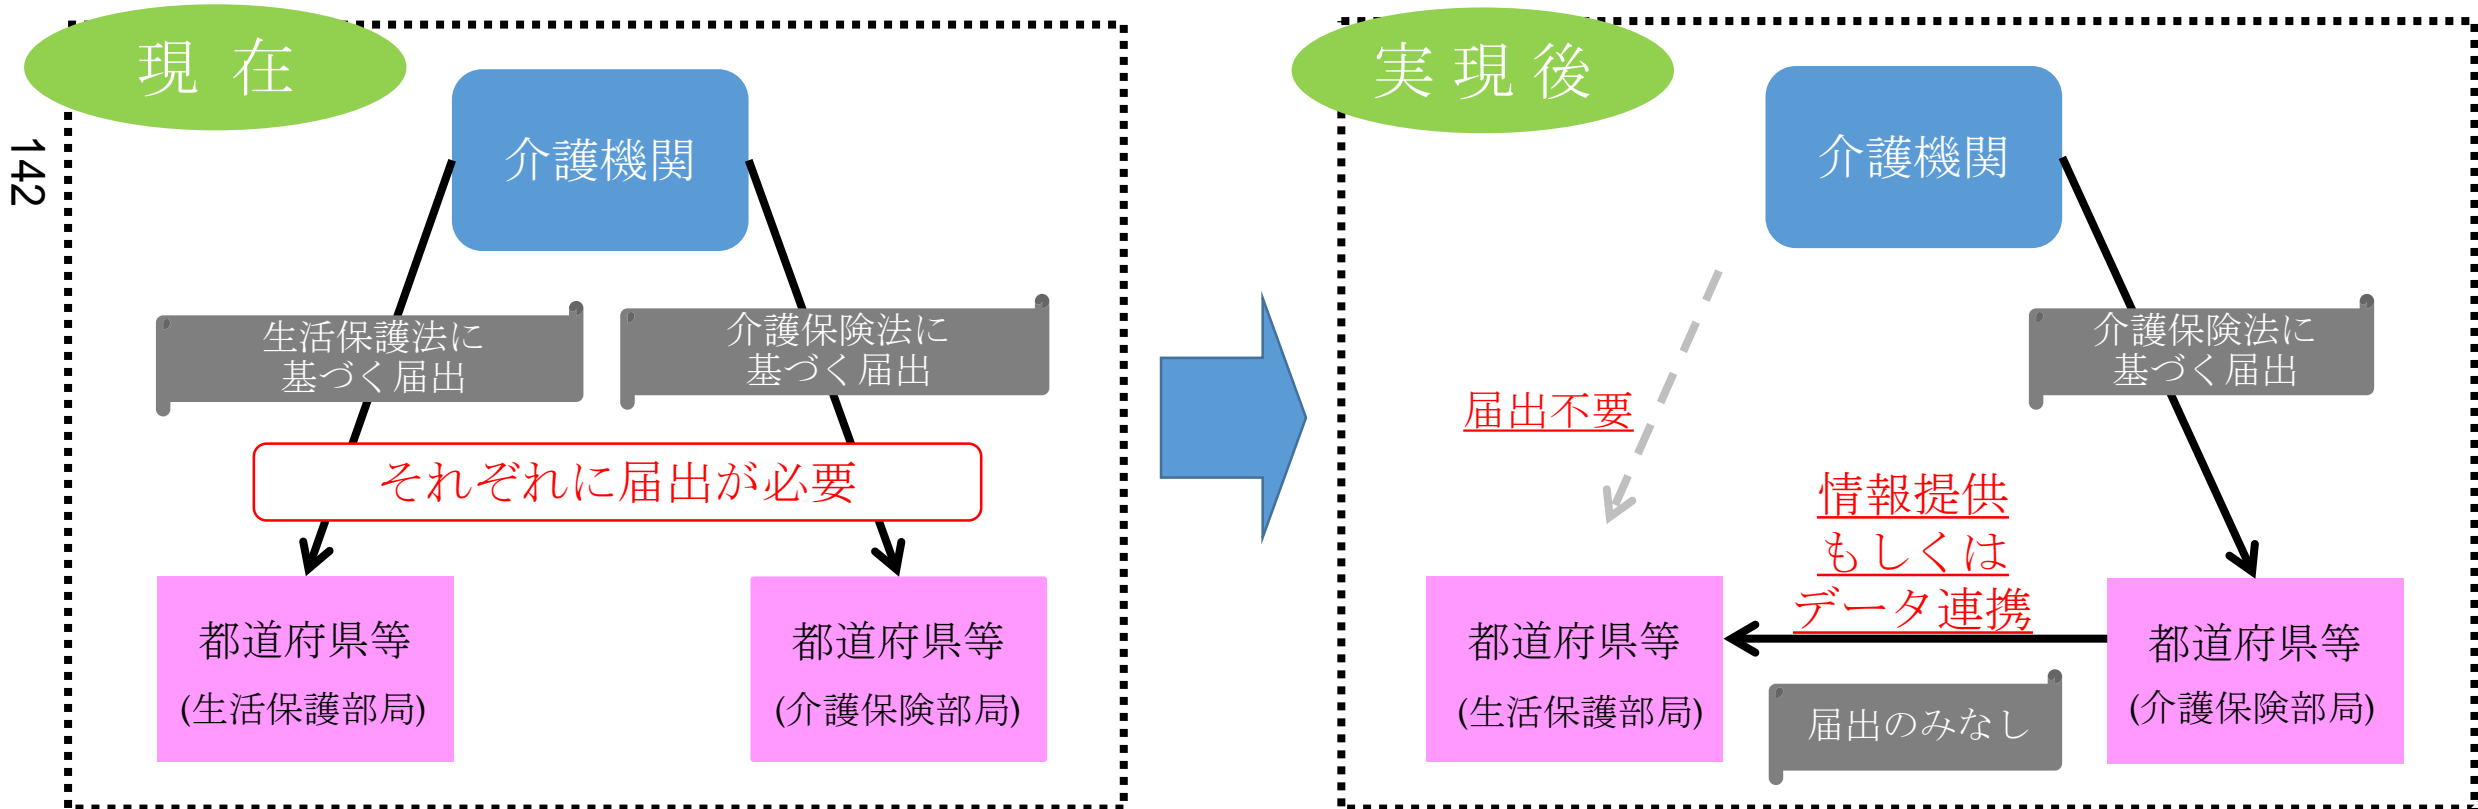 142
現 在
介護機関
生活保護法に
基づく届出
介護保険法に
基づく届出
それぞれに届出が必要
都道府県等
(生活保護部局)
都道府県等
(介護保険部局)
実 現 後
介護機関
介護保険法に
基づく届出
届出不要
情報提供
もしくは
データ連携
都道府県等
(生活保護部局)
届出のみなし
都道府県等
(介護保険部局)